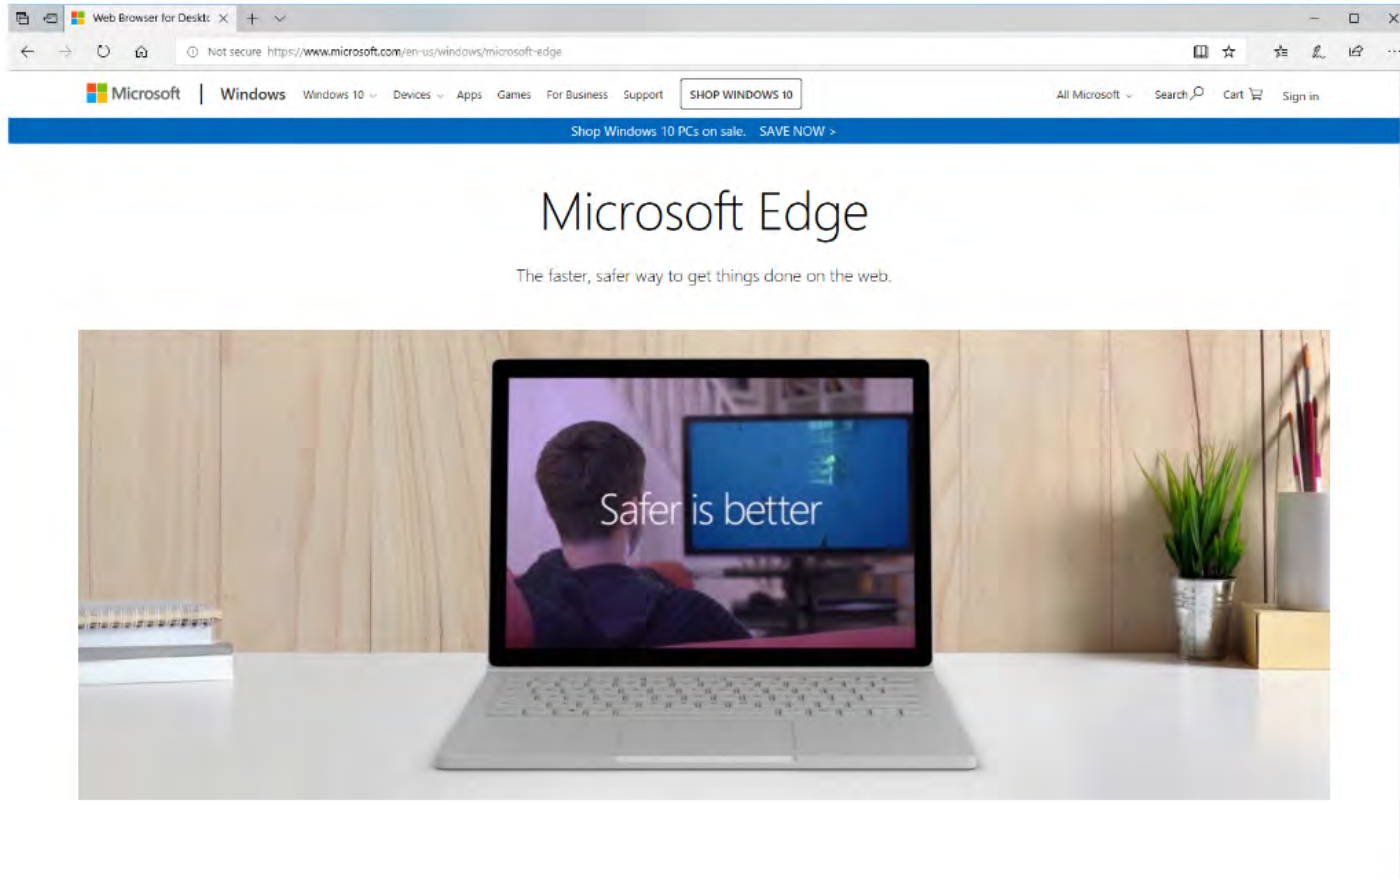 Web Browser for Deskto
Not secure https://www.microsoft.com/en-us/windows/microsoft-edge
Microsoft Windows Windows 10 Devices Apps Games For Business Support SHOP WINDOWS 10 All Microsoft Search Cart Sign in
Shop Windows 10 PCs on sale. SAVE NOW >
Microsoft Edge
The faster, safer way to get things done on the web.
Safer is better